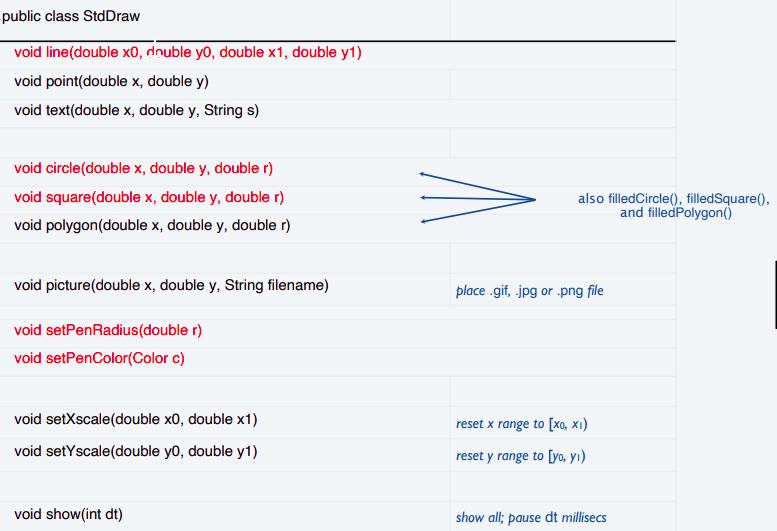 public class StdDraw
void line(double x0, double y0, double x1, double y1)
void point(double x, double y)
void text(double x, double y, String s)
void circle(double x, double y, double r)
void square(double x, double y, double r)
also filledCircle(), filledSquare(),
and filledPolygon()
void polygon(double x, double y, double r)
void picture(double x, double y, String filename)
place .gif, .jpg or .png file
void setPenRadius(double r)
void setPenColor(Color c)
void setXscale(double x0, double x1)
reset x range to [x₀, x₁)
void setYscale(double y0, double y1)
reset y range to [y₀, y₁)
void show(int dt)
show all; pause dt millisecs